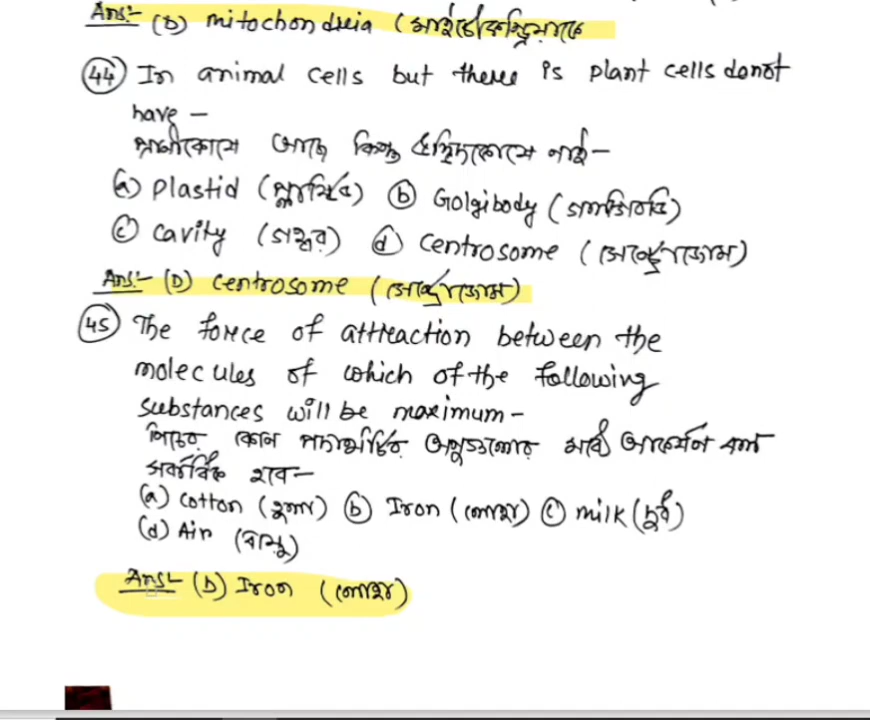 Ans:- (b) mitochondria (মাইটোকন্ড্রিয়াকে
(44) In animal cells but there is plant cells donot
have –
প্রাণীকোষে আছে কিন্তু উদ্ভিদকোষে নাই–
(a) Plastid (প্লাস্টিদ) (b) Golgibody (গলজিবডি)
(c) cavity (গহ্বর) (d) centrosome (সেন্ট্রোজোম)
Ans:- (D) centrosome (সেন্ট্রোজোম)
(45) The force of attraction between the
molecules of which of the following
substances will be maximum –
নিচের কোন পদার্থটির অণুগুলোর মধ্যে আকর্ষণ বল
সর্বাধিক হবে–
(a) cotton (তুলা) (b) Iron (লোহা) (c) milk (দুধ)
(d) Air (বায়ু)
Ans:- (b) Iron (লোহা)